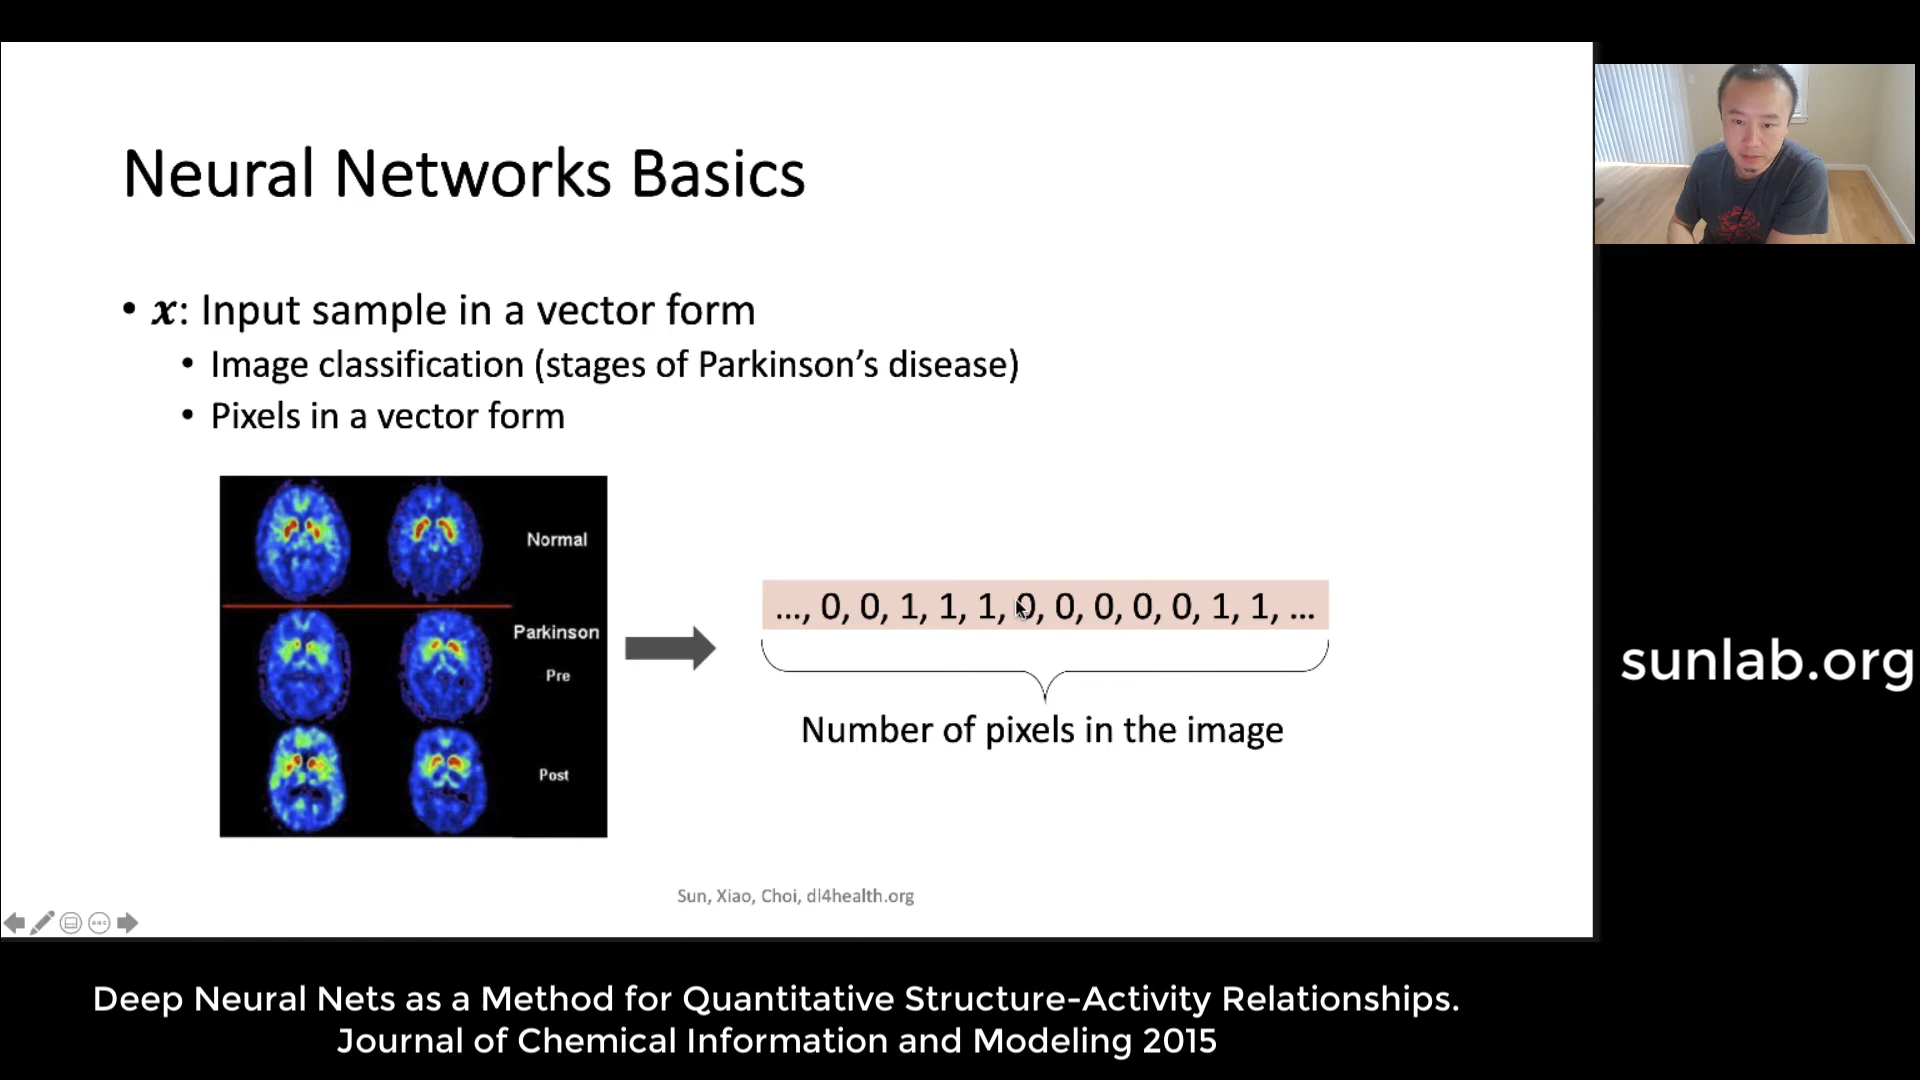 Neural Networks Basics
• x: Input sample in a vector form
• Image classification (stages of Parkinson’s disease)
• Pixels in a vector form
Normal
Parkinson
Pre
Post
..., 0, 0, 1, 1, 1, 0, 0, 0, 0, 0, 1, 1, ...
Number of pixels in the image
Sun, Xiao, Choi, dl4health.org
sunlab.org
Deep Neural Nets as a Method for Quantitative Structure-Activity Relationships.
Journal of Chemical Information and Modeling 2015